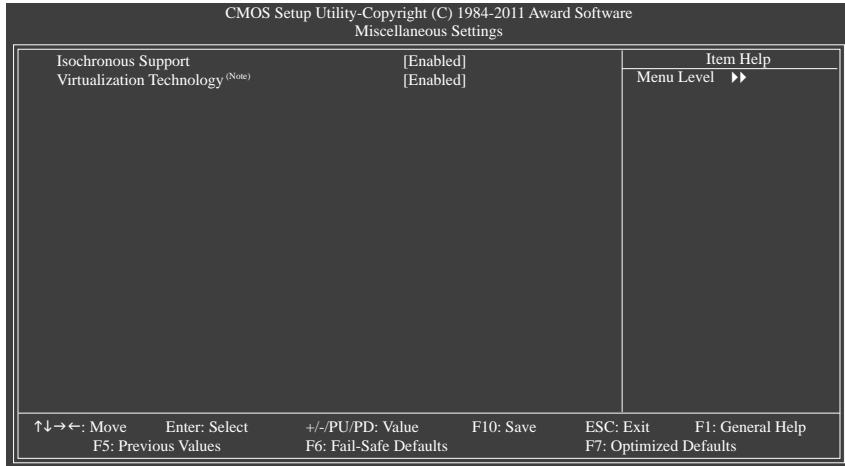 CMOS Setup Utility-Copyright (C) 1984-2011 Award Software
Miscellaneous Settings
Isochronous Support [Enabled]
Virtualization Technology (Note) [Enabled]
Item Help
Menu Level ▶▶
↑↓→←: Move Enter: Select +/-/PU/PD: Value F10: Save ESC: Exit F1: General Help
F5: Previous Values F6: Fail-Safe Defaults F7: Optimized Defaults